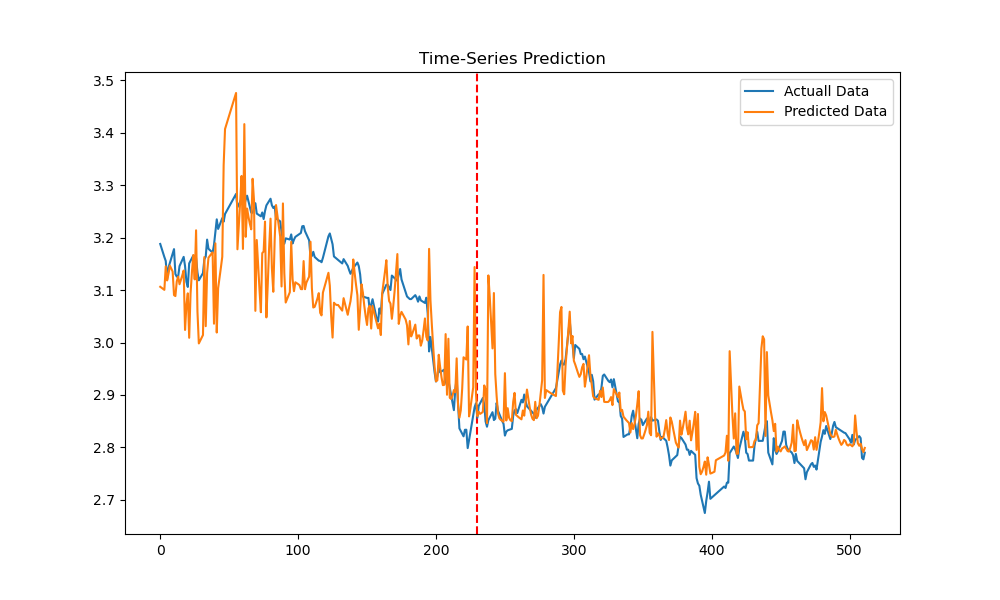 Time-Series Prediction
Actuall Data
Predicted Data
3.5
3.4
3.3
3.2
3.1
3.0
2.9
2.8
2.7
0 100 200 300 400 500